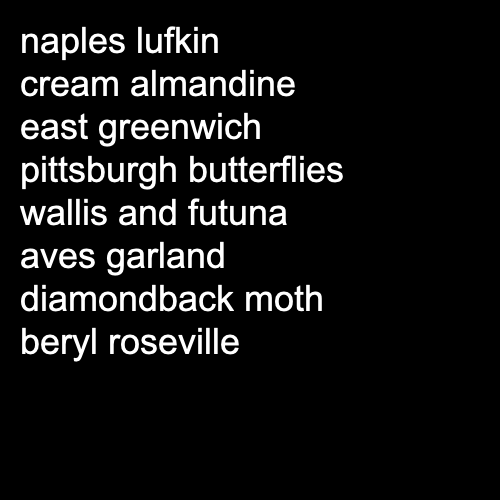 naples lufkin
cream almandine
east greenwich
pittsburgh butterflies
wallis and futuna
aves garland
diamondback moth
beryl roseville